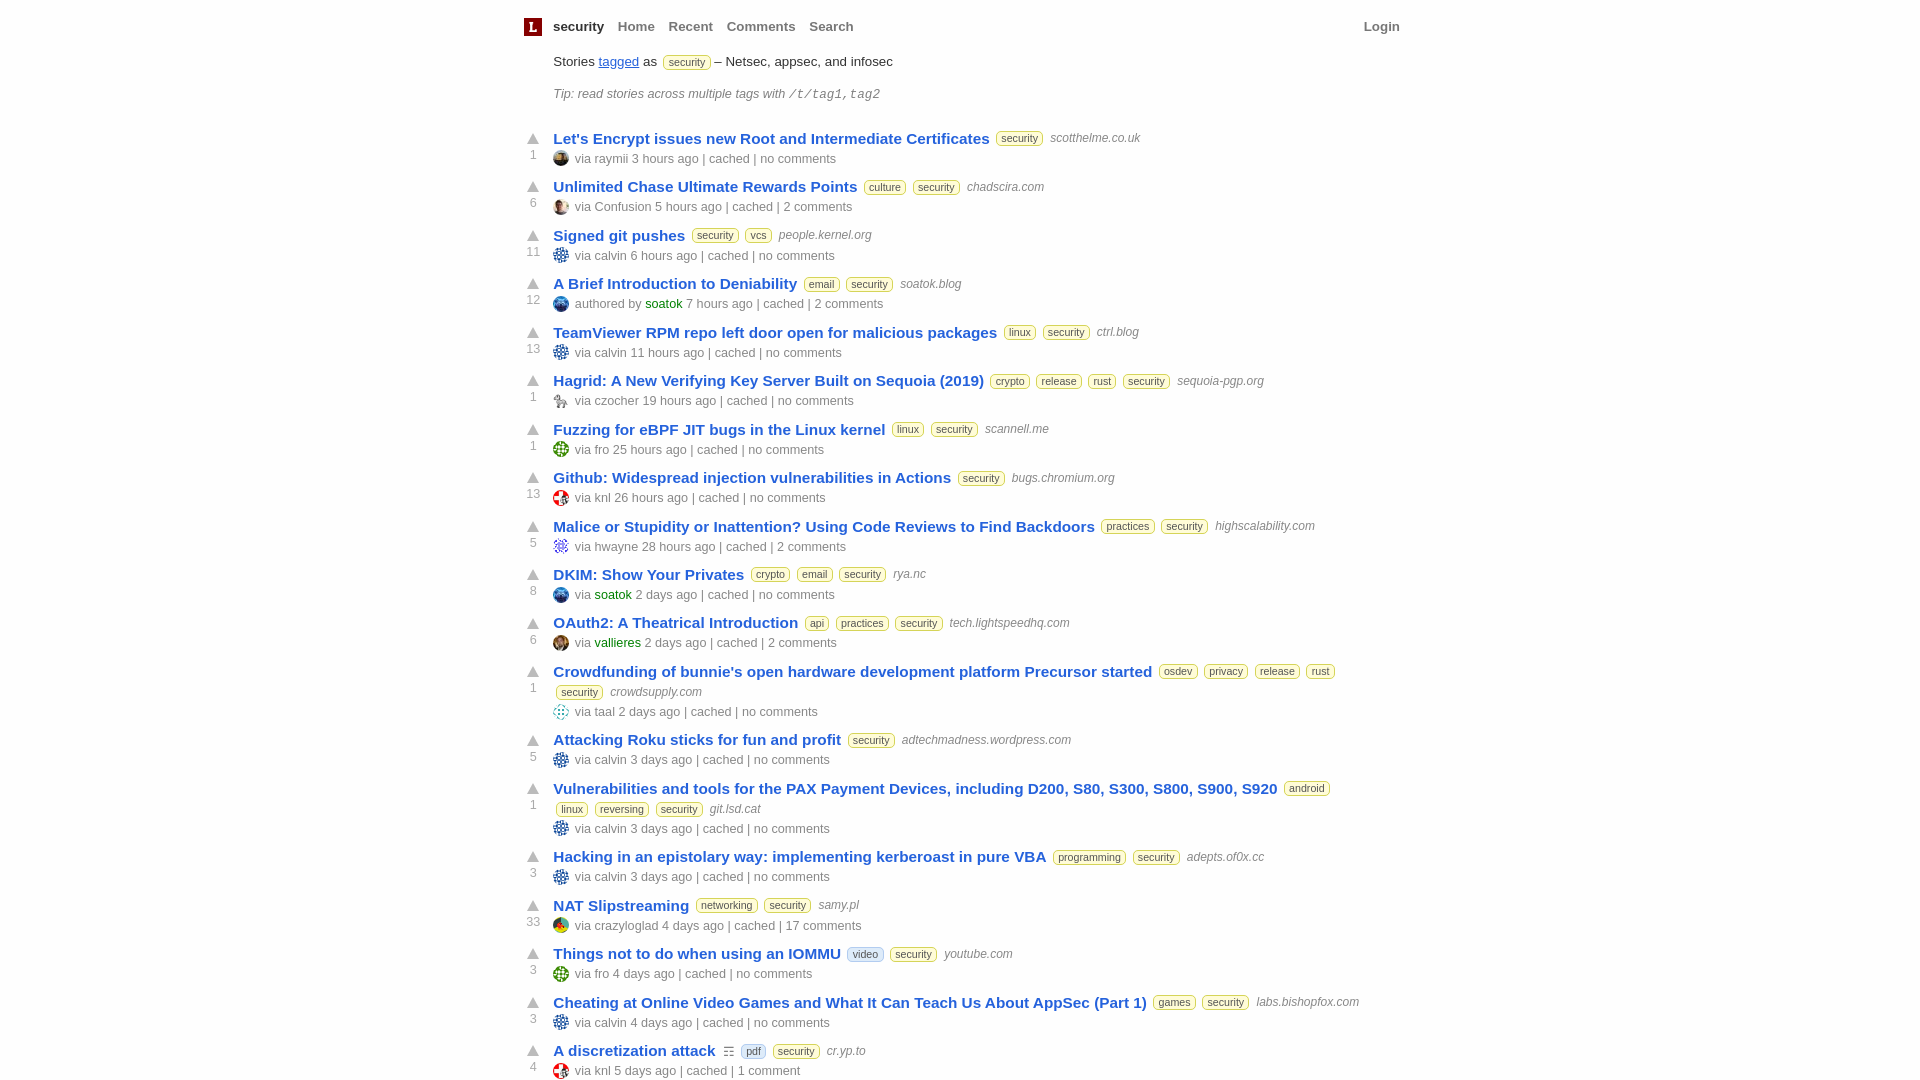 L security Home Recent Comments Search Login
Stories tagged as security – Netsec, appsec, and infosec
Tip: read stories across multiple tags with /t/tag1,tag2
Let's Encrypt issues new Root and Intermediate Certificates security scotthelme.co.uk
1 via raymii 3 hours ago | cached | no comments
Unlimited Chase Ultimate Rewards Points culture security chadscira.com
6 via Confusion 5 hours ago | cached | 2 comments
Signed git pushes security vcs people.kernel.org
11 via calvin 6 hours ago | cached | no comments
A Brief Introduction to Deniability email security soatok.blog
12 authored by soatok 7 hours ago | cached | 2 comments
TeamViewer RPM repo left door open for malicious packages linux security ctrl.blog
13 via calvin 11 hours ago | cached | no comments
Hagrid: A New Verifying Key Server Built on Sequoia (2019) crypto release rust security sequoia-pgp.org
1 via czocher 19 hours ago | cached | no comments
Fuzzing for eBPF JIT bugs in the Linux kernel linux security scannell.me
1 via fro 25 hours ago | cached | no comments
Github: Widespread injection vulnerabilities in Actions security bugs.chromium.org
13 via knl 26 hours ago | cached | no comments
Malice or Stupidity or Inattention? Using Code Reviews to Find Backdoors practices security highscalability.com
5 via hwayne 28 hours ago | cached | 2 comments
DKIM: Show Your Privates crypto email security rya.nc
8 via soatok 2 days ago | cached | no comments
OAuth2: A Theatrical Introduction api practices security tech.lightspeedhq.com
6 via vallieres 2 days ago | cached | 2 comments
Crowdfunding of bunnie's open hardware development platform Precursor started osdev privacy release rust
1 security crowdsupply.com
via taal 2 days ago | cached | no comments
Attacking Roku sticks for fun and profit security adtechmadness.wordpress.com
5 via calvin 3 days ago | cached | no comments
Vulnerabilities and tools for the PAX Payment Devices, including D200, S80, S300, S800, S900, S920 android
1 linux reversing security git.lsd.cat
via calvin 3 days ago | cached | no comments
Hacking in an epistolary way: implementing kerberoast in pure VBA programming security adepts.of0x.cc
3 via calvin 3 days ago | cached | no comments
NAT Slipstreaming networking security samy.pl
33 via crazyloglad 4 days ago | cached | 17 comments
Things not to do when using an IOMMU video security youtube.com
3 via fro 4 days ago | cached | no comments
Cheating at Online Video Games and What It Can Teach Us About AppSec (Part 1) games security labs.bishopfox.com
3 via calvin 4 days ago | cached | no comments
A discretization attack ☶ pdf security cr.yp.to
4 via knl 5 days ago | cached | 1 comment